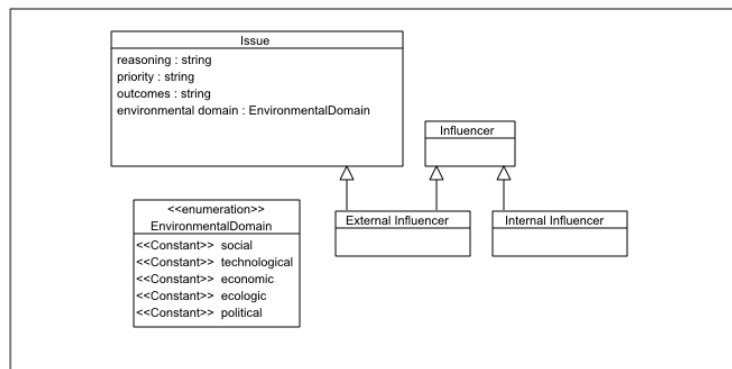 Issue
reasoning : string
priority : string
outcomes : string
environmental domain : EnvironmentalDomain
Influencer
<<enumeration>>
EnvironmentalDomain
<<Constant>> social
<<Constant>> technological
<<Constant>> economic
<<Constant>> ecologic
<<Constant>> political
External Influencer
Internal Influencer